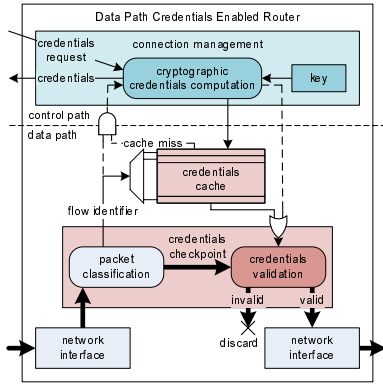 Data Path Credentials Enabled Router
connection management
credentials
request
credentials
cryptographic
credentials computation
key
control path
data path
cache miss
credentials
cache
flow identifier
credentials
checkpoint
packet
classification
credentials
validation
invalid
valid
discard
network
interface
network
interface